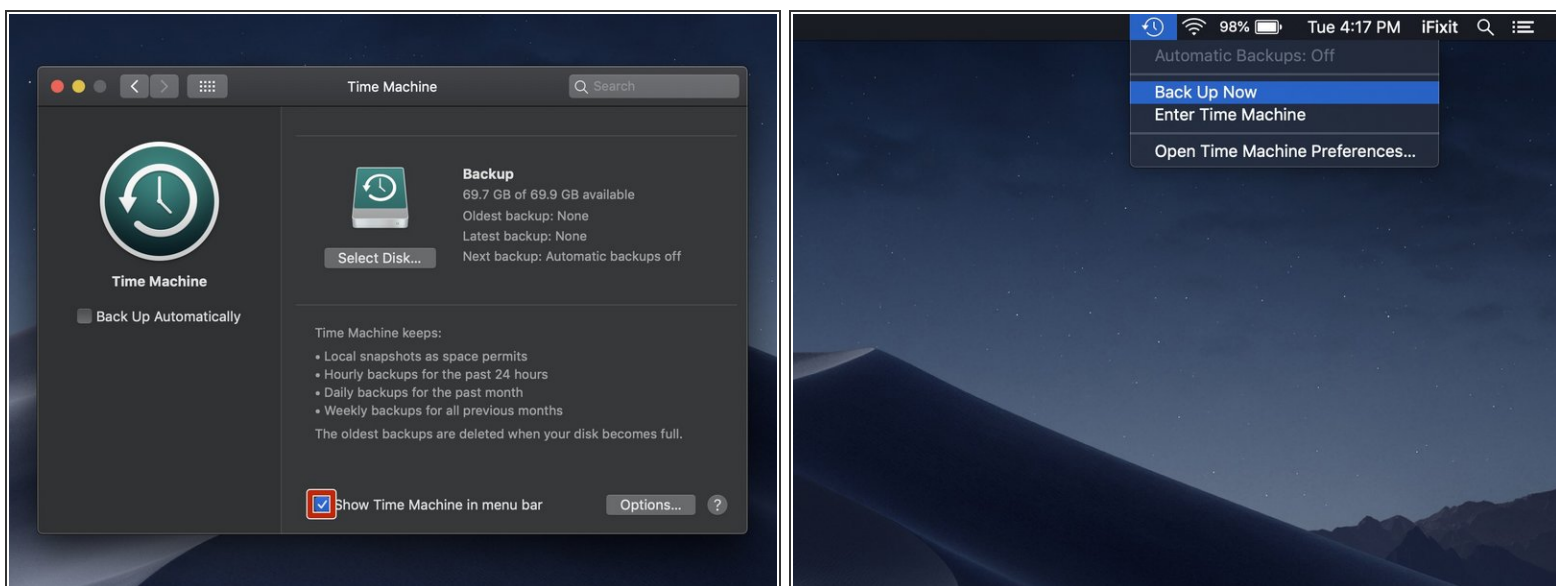 Time Machine
Search
Time Machine
Back Up Automatically
Backup
69.7 GB of 69.9 GB available
Oldest backup: None
Latest backup: None
Next backup: Automatic backups off
Select Disk...
Time Machine keeps:
• Local snapshots as space permits
• Hourly backups for the past 24 hours
• Daily backups for the past month
• Weekly backups for all previous months
The oldest backups are deleted when your disk becomes full.
Show Time Machine in menu bar
Options...
?
98% Tue 4:17 PM iFixit
Automatic Backups: Off
Back Up Now
Enter Time Machine
Open Time Machine Preferences...